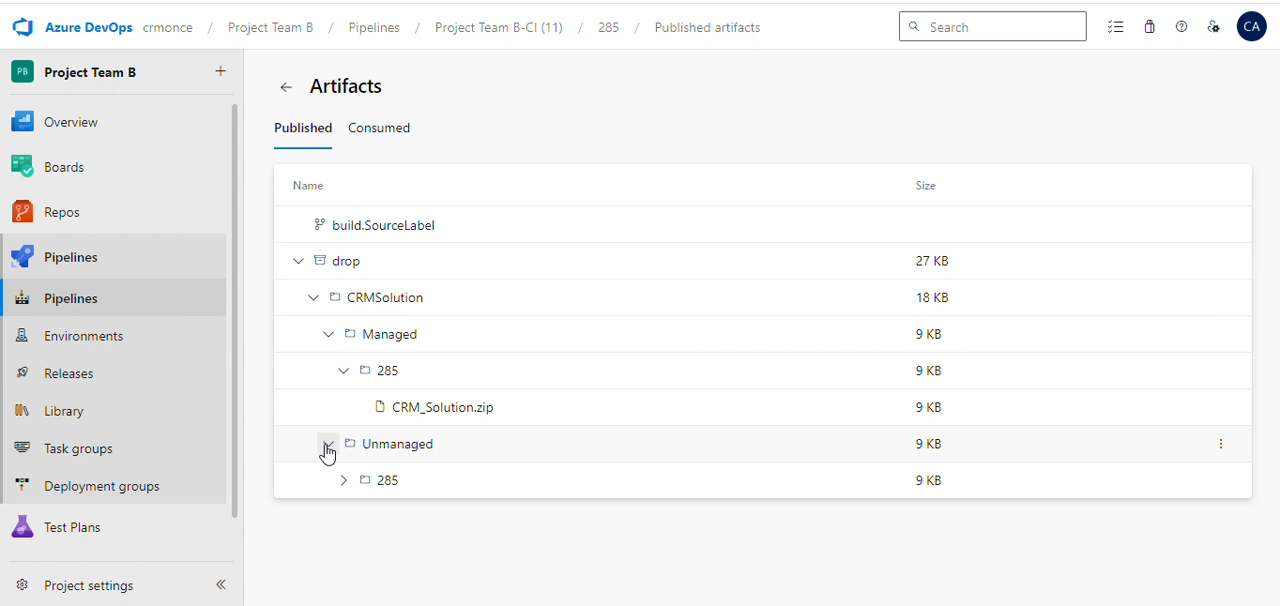 Azure DevOps crmonce / Project Team B / Pipelines / Project Team B-CI (11) / 285 / Published artifacts Search CA
PB Project Team B +
Overview
Boards
Repos
Pipelines
Pipelines
Environments
Releases
Library
Task groups
Deployment groups
Test Plans
Project settings
Artifacts
Published Consumed
Name Size
build.SourceLabel
drop 27 KB
CRMSolution 18 KB
Managed 9 KB
285 9 KB
CRM_Solution.zip 9 KB
Unmanaged 9 KB
285 9 KB